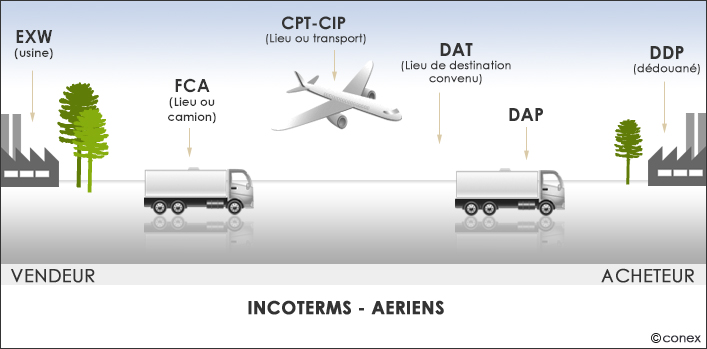 EXW
(usine)
FCA
(Lieu ou
camion)
CPT-CIP
(Lieu ou transport)
DAT
(Lieu de destination
convenu)
DAP
DDP
(dédouané)
VENDEUR
ACHETEUR
INCOTERMS - AERIENS
©conex